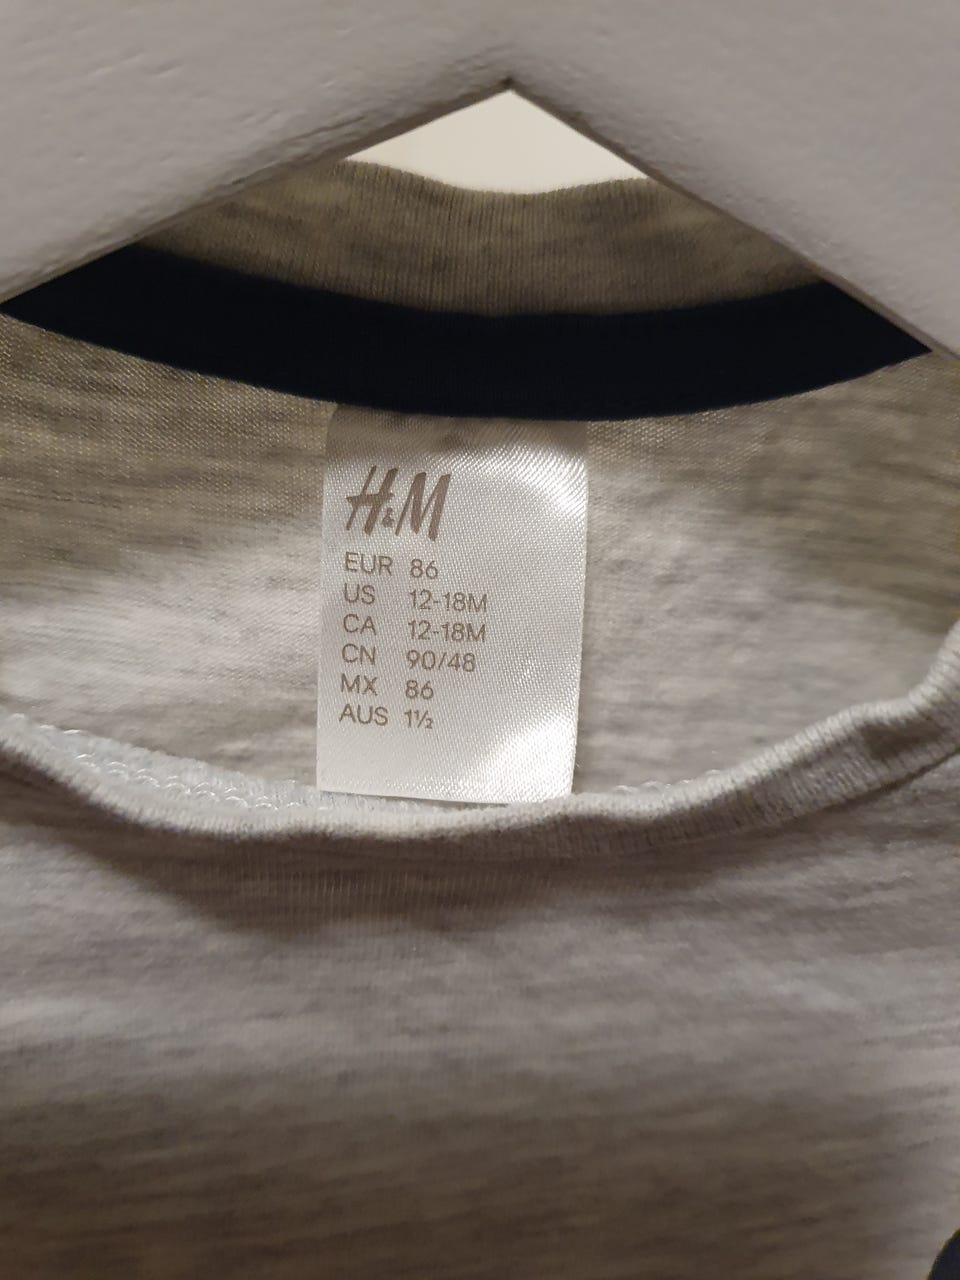 H&M
EUR 86
US 12-18M
CA 12-18M
CN 90/48
MX 86
AUS 1½